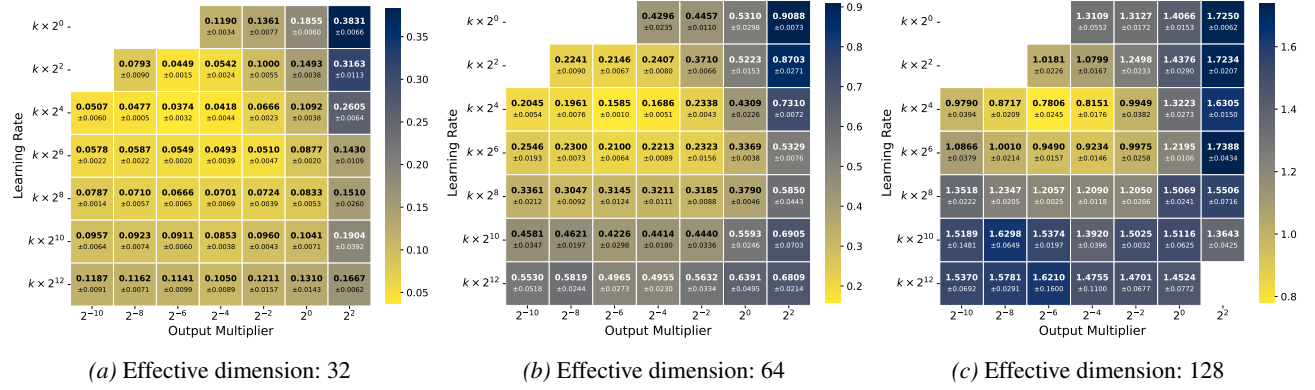 Learning Rate
k × 2^0 0.1190 0.1361 0.1855 0.3831
±0.0034 ±0.0077 ±0.0060 ±0.0066
k × 2^2 0.0793 0.0449 0.0542 0.1000 0.1493 0.3163
±0.0090 ±0.0015 ±0.0024 ±0.0055 ±0.0038 ±0.0113
k × 2^4 0.0507 0.0477 0.0374 0.0418 0.0666 0.1092 0.2605
±0.0060 ±0.0005 ±0.0032 ±0.0044 ±0.0023 ±0.0038 ±0.0064
k × 2^6 0.0578 0.0587 0.0549 0.0493 0.0510 0.0877 0.1430
±0.0022 ±0.0022 ±0.0020 ±0.0039 ±0.0047 ±0.0020 ±0.0109
k × 2^8 0.0787 0.0710 0.0666 0.0701 0.0724 0.0833 0.1510
±0.0014 ±0.0057 ±0.0065 ±0.0069 ±0.0039 ±0.0053 ±0.0260
k × 2^10 0.0957 0.0923 0.0911 0.0853 0.0960 0.1041 0.1904
±0.0064 ±0.0074 ±0.0060 ±0.0038 ±0.0043 ±0.0071 ±0.0392
k × 2^12 0.1187 0.1162 0.1141 0.1050 0.1211 0.1310 0.1667
±0.0091 ±0.0071 ±0.0099 ±0.0089 ±0.0157 ±0.0143 ±0.0062
2^−10 2^−8 2^−6 2^−4 2^−2 2^0 2^2
Output Multiplier
0.35
0.30
0.25
0.20
0.15
0.10
0.05
(a) Effective dimension: 32
Learning Rate
k × 2^0 0.4296 0.4457 0.5310 0.9088
±0.0235 ±0.0110 ±0.0298 ±0.0073
k × 2^2 0.2241 0.2146 0.2407 0.3710 0.5223 0.8703
±0.0090 ±0.0067 ±0.0080 ±0.0066 ±0.0153 ±0.0271
k × 2^4 0.2045 0.1961 0.1585 0.1686 0.2338 0.4309 0.7310
±0.0054 ±0.0076 ±0.0010 ±0.0051 ±0.0043 ±0.0226 ±0.0072
k × 2^6 0.2546 0.2300 0.2100 0.2213 0.2323 0.3369 0.5329
±0.0193 ±0.0073 ±0.0064 ±0.0089 ±0.0156 ±0.0038 ±0.0076
k × 2^8 0.3361 0.3047 0.3145 0.3211 0.3185 0.3790 0.5850
±0.0212 ±0.0092 ±0.0124 ±0.0111 ±0.0088 ±0.0046 ±0.0443
k × 2^10 0.4581 0.4621 0.4226 0.4414 0.4440 0.5593 0.6905
±0.0347 ±0.0197 ±0.0298 ±0.0180 ±0.0336 ±0.0246 ±0.0703
k × 2^12 0.5530 0.5819 0.4965 0.4955 0.5632 0.6391 0.6809
±0.0518 ±0.0244 ±0.0273 ±0.0230 ±0.0334 ±0.0495 ±0.0214
2^−10 2^−8 2^−6 2^−4 2^−2 2^0 2^2
Output Multiplier
0.9
0.8
0.7
0.6
0.5
0.4
0.3
0.2
(b) Effective dimension: 64
Learning Rate
k × 2^0 1.3109 1.3127 1.4066 1.7250
±0.0552 ±0.0172 ±0.0153 ±0.0062
k × 2^2 1.0181 1.0799 1.2498 1.4376 1.7234
±0.0226 ±0.0167 ±0.0233 ±0.0290 ±0.0207
k × 2^4 0.9790 0.8717 0.7806 0.8151 0.9949 1.3223 1.6305
±0.0394 ±0.0209 ±0.0245 ±0.0176 ±0.0382 ±0.0273 ±0.0150
k × 2^6 1.0866 1.0010 0.9490 0.9234 0.9975 1.2195 1.7388
±0.0379 ±0.0214 ±0.0157 ±0.0146 ±0.0258 ±0.0106 ±0.0434
k × 2^8 1.3518 1.2347 1.2057 1.2090 1.2050 1.5069 1.5506
±0.0222 ±0.0205 ±0.0025 ±0.0118 ±0.0266 ±0.0241 ±0.0716
k × 2^10 1.5189 1.6298 1.5374 1.3920 1.5025 1.5116 1.3643
±0.1481 ±0.0649 ±0.0197 ±0.0396 ±0.0032 ±0.0625 ±0.0425
k × 2^12 1.5370 1.5781 1.6210 1.4755 1.4701 1.4524
±0.0692 ±0.0291 ±0.1600 ±0.1100 ±0.0677 ±0.0772
2^−10 2^−8 2^−6 2^−4 2^−2 2^0 2^2
Output Multiplier
1.6
1.4
1.2
1.0
0.8
(c) Effective dimension: 128